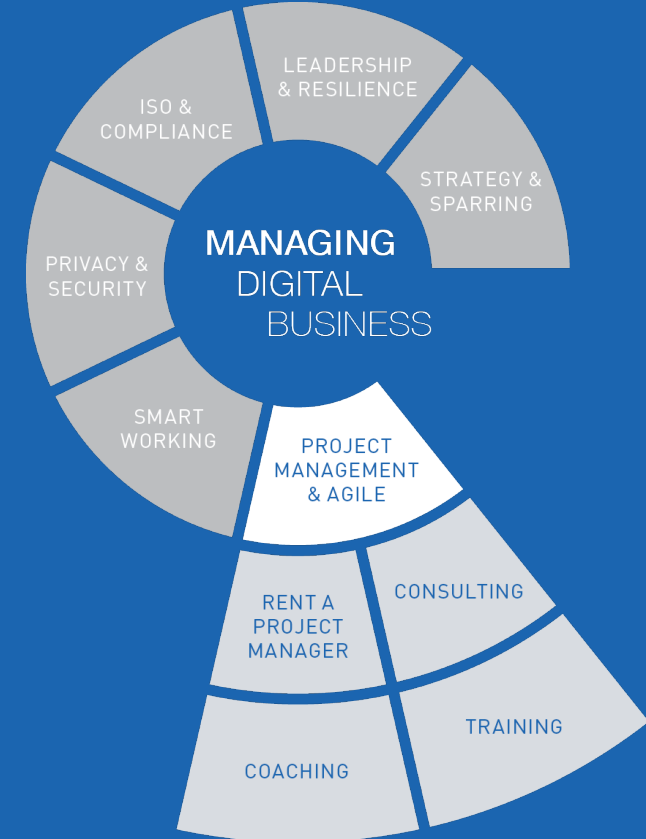 LEADERSHIP
& RESILIENCE
ISO &
COMPLIANCE
STRATEGY &
SPARRING
PRIVACY &
SECURITY
MANAGING
DIGITAL
BUSINESS
SMART
WORKING
PROJECT
MANAGEMENT
& AGILE
RENT A
PROJECT
MANAGER
CONSULTING
COACHING
TRAINING